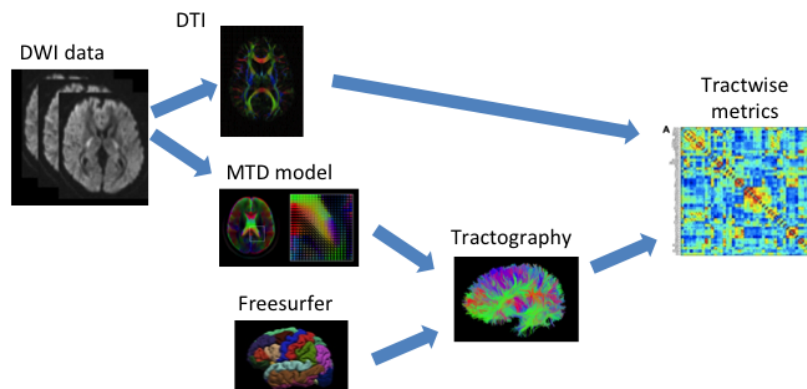 DTI
DWI data
Tractwise
metrics
A
MTD model
Tractography
Freesurfer